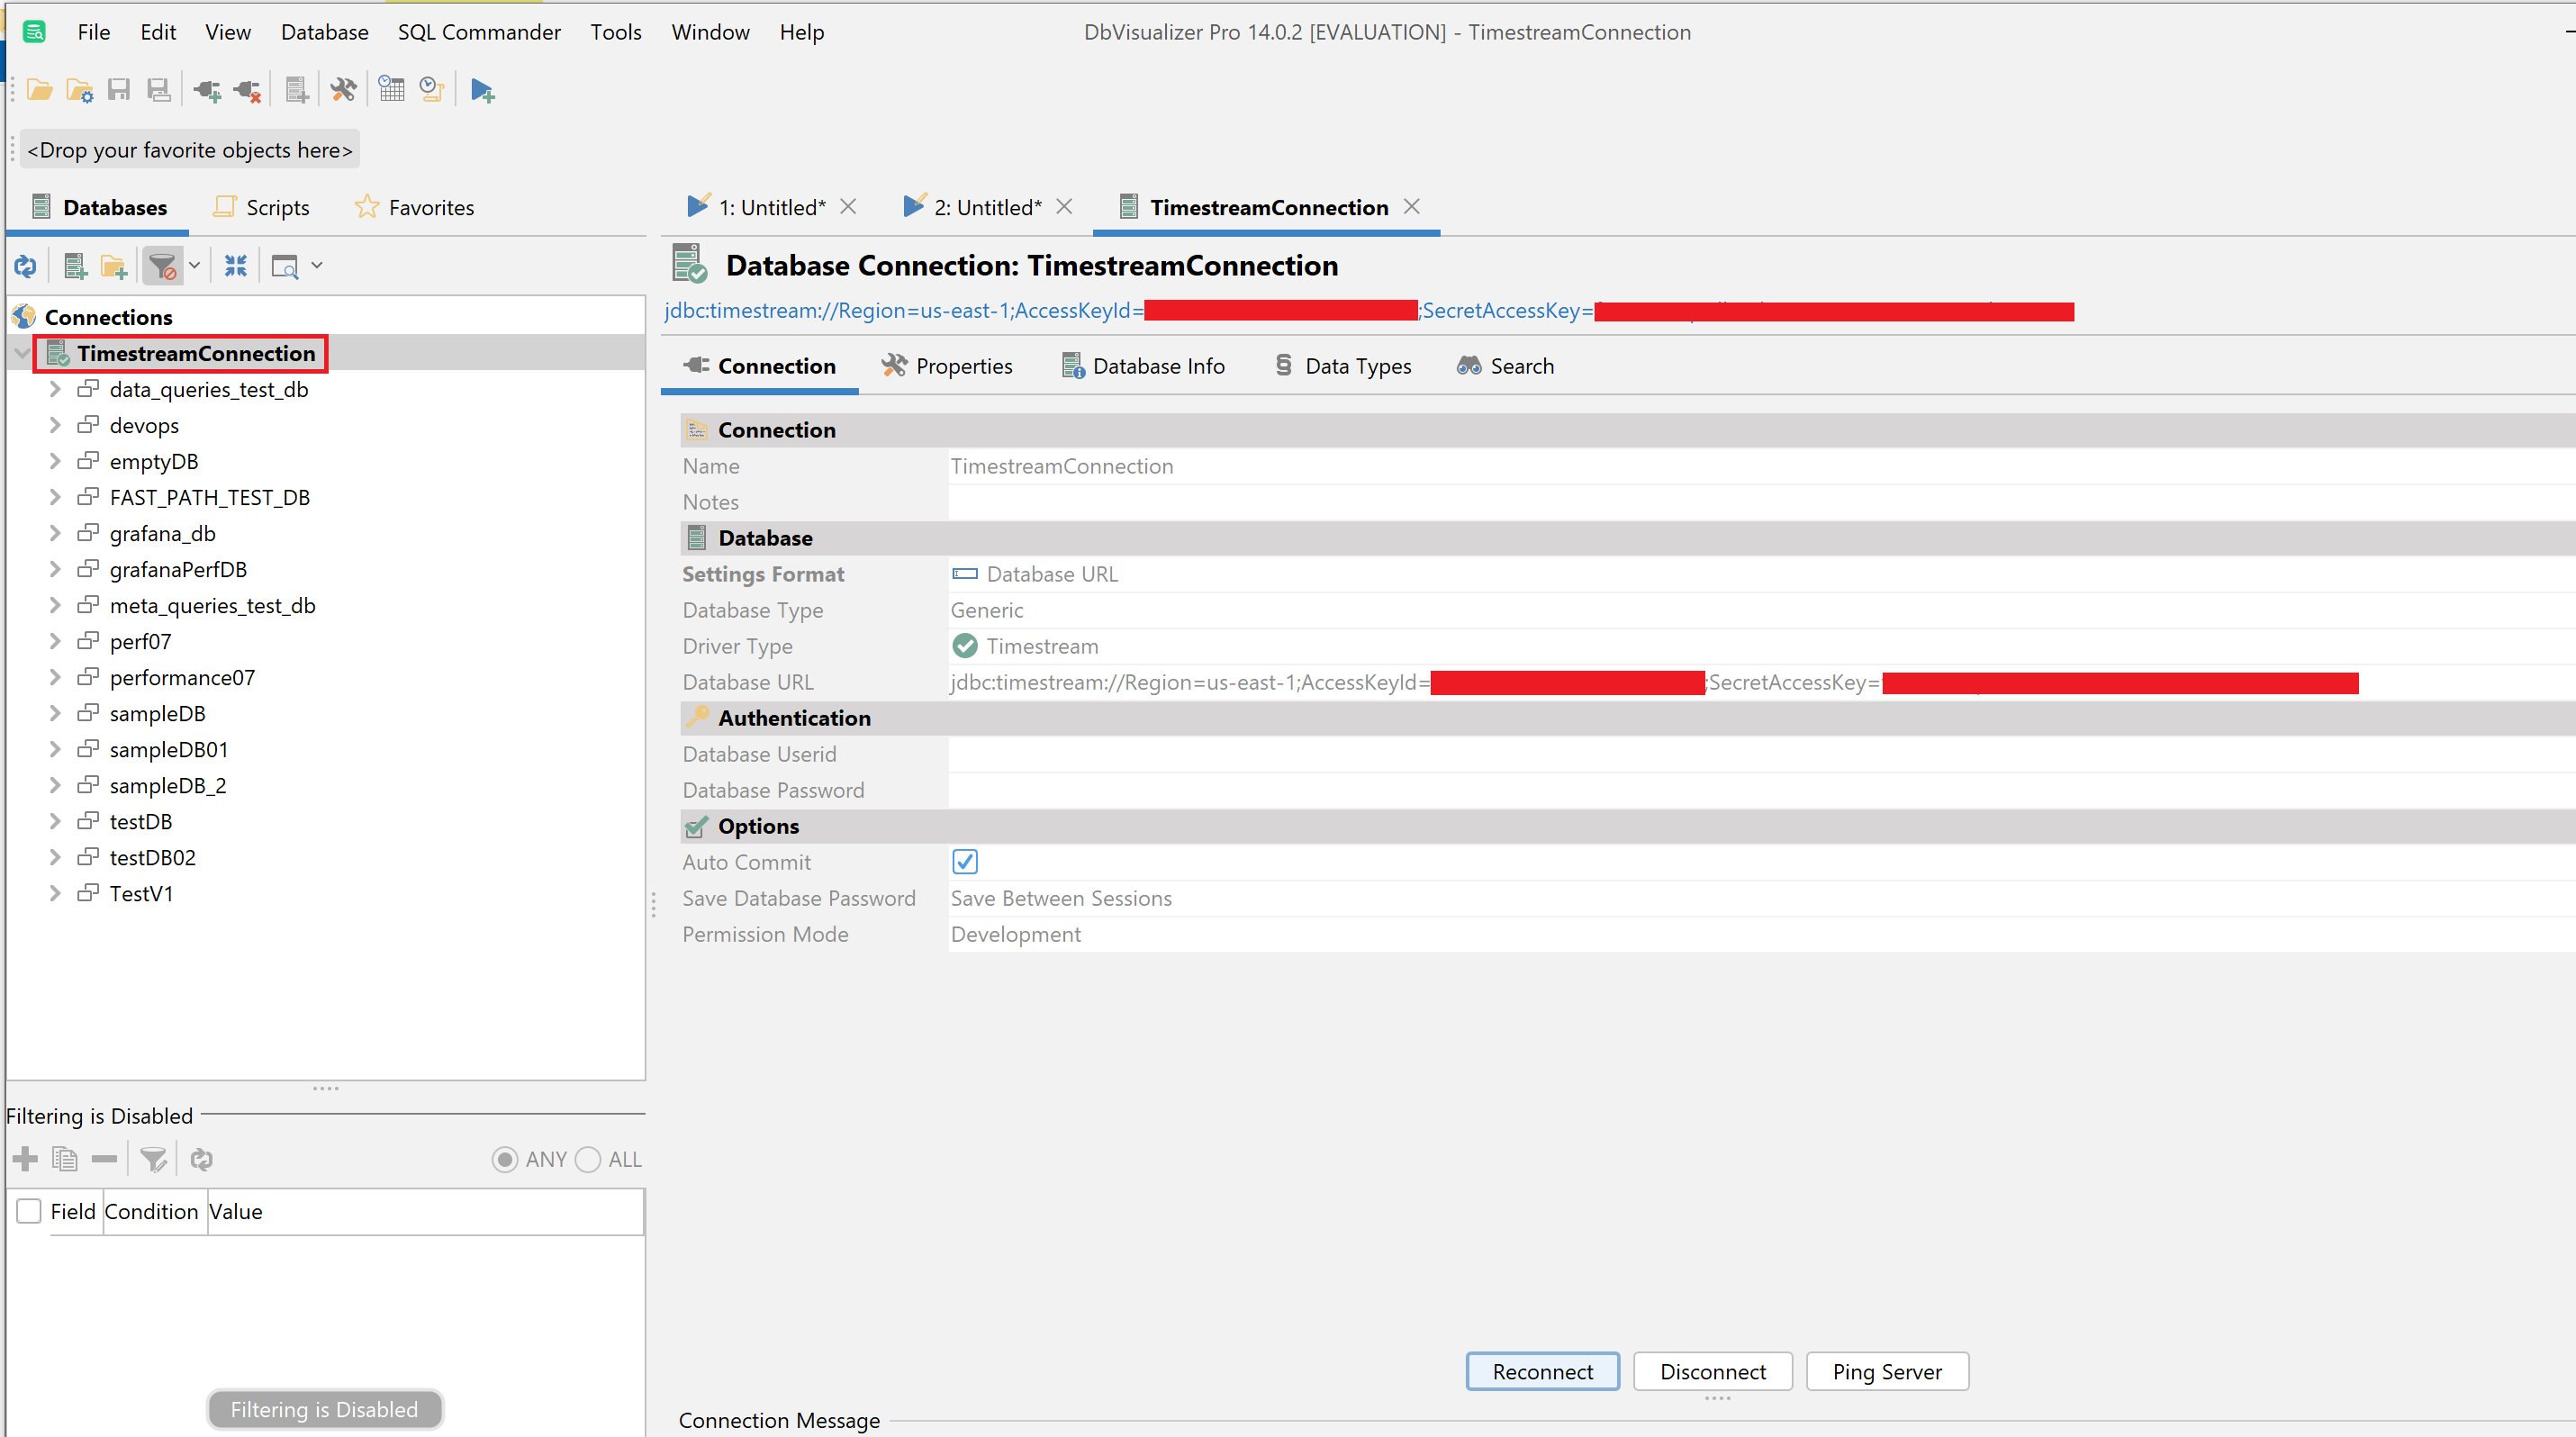 File Edit View Database SQL Commander Tools Window Help
DbVisualizer Pro 14.0.2 [EVALUATION] - TimestreamConnection
<Drop your favorite objects here>
Databases Scripts Favorites
1: Untitled* 2: Untitled* TimestreamConnection
Database Connection: TimestreamConnection
jdbc:timestream://Region=us-east-1;AccessKeyId= ;SecretAccessKey=
Connections
TimestreamConnection
data_queries_test_db
devops
emptyDB
FAST_PATH_TEST_DB
grafana_db
grafanaPerfDB
meta_queries_test_db
perf07
performance07
sampleDB
sampleDB01
sampleDB_2
testDB
testDB02
TestV1
Connection Properties Database Info Data Types Search
Connection
Name TimestreamConnection
Notes
Database
Settings Format Database URL
Database Type Generic
Driver Type Timestream
Database URL jdbc:timestream://Region=us-east-1;AccessKeyId= ;SecretAccessKey=
Authentication
Database Userid
Database Password
Options
Auto Commit
Save Database Password Save Between Sessions
Permission Mode Development
Filtering is Disabled
ANY ALL
Field Condition Value
Filtering is Disabled
Reconnect Disconnect Ping Server
Connection Message